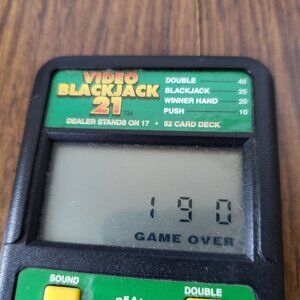 VIDEO
BLACKJACK
21™
DOUBLE 40
BLACKJACK 25
WINNER HAND 20
PUSH 10
DEALER STANDS ON 17 • 52 CARD DECK
190
GAME OVER
SOUND
DOUBLE